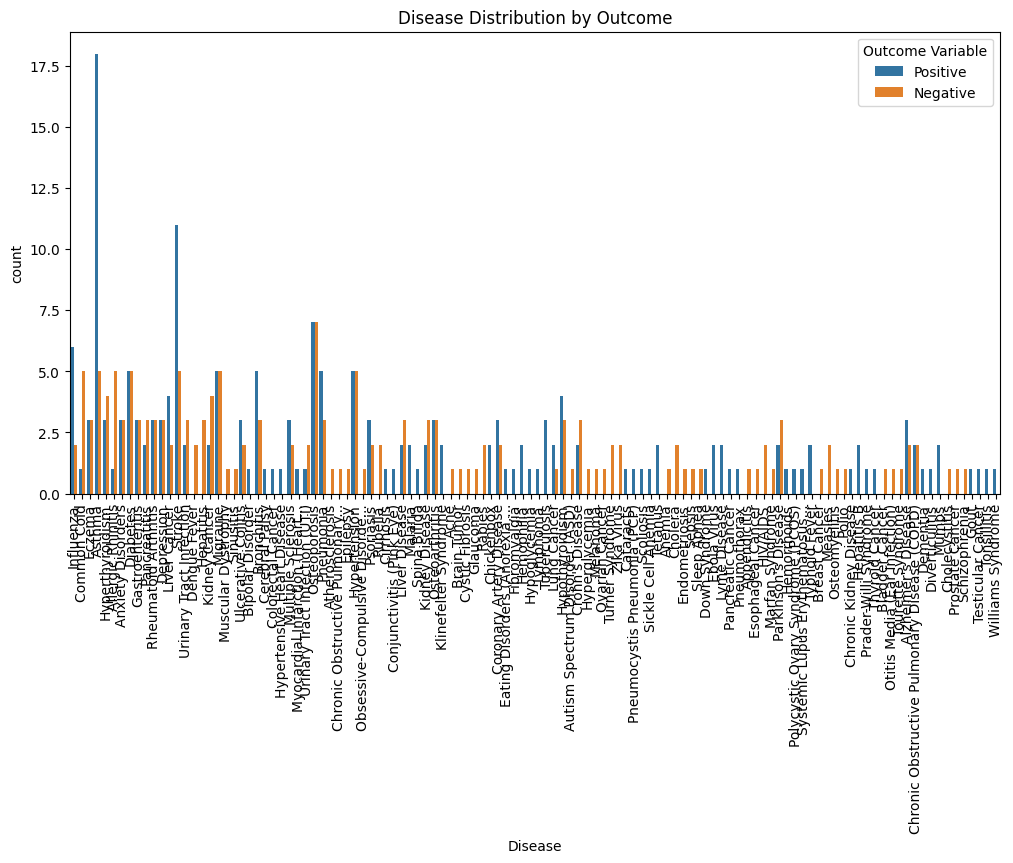 Disease Distribution by Outcome
Outcome Variable
Positive
Negative
count
17.5
15.0
12.5
10.0
7.5
5.0
2.5
0.0
Influenza
Common Cold
Eczema
Asthma
Hyperthyroidism
Allergic Rhinitis
Anxiety Disorders
Diabetes
Gastroenteritis
Pancreatitis
Rheumatoid Arthritis
Depression
Liver Cancer
Stroke
Urinary Tract Infection
Dengue Fever
Hepatitis
Kidney Cancer
Migraine
Muscular Dystrophy
Sinusitis
Ulcerative Colitis
Bipolar Disorder
Bronchitis
Cerebral Palsy
Colorectal Cancer
Hypertensive Heart Disease
Multiple Sclerosis
Myocardial Infarction (Heart...
Urinary Tract Infection (UTI)
Osteoporosis
Pneumonia
Atherosclerosis
Chronic Obstructive Pulmonary...
Epilepsy
Hypertension
Obsessive-Compulsive Disorde...
Psoriasis
Rubella
Cirrhosis
Conjunctivitis (Pink Eye)
Liver Disease
Malaria
Spina Bifida
Kidney Disease
Osteoarthritis
Klinefelter Syndrome
Acne
Brain Tumor
Cystic Fibrosis
Glaucoma
Rabies
Chickenpox
Coronary Artery Disease
Eating Disorders (Anorexia,...
Fibromyalgia
Hemophilia
Hypoglycemia
Lymphoma
Tuberculosis
Lung Cancer
Hypothyroidism
Autism Spectrum Disorder (ASD)
Crohn's Disease
Hyperglycemia
Melanoma
Ovarian Cancer
Turner Syndrome
Zika Virus
Cataracts
Pneumocystis Pneumonia (PCP)
Scoliosis
Sickle Cell Anemia
Anemia
Cholera
Endometriosis
Sepsis
Sleep Apnea
Down Syndrome
Ebola Virus
Lyme Disease
Pancreatic Cancer
Pneumothorax
Appendicitis
Esophageal Cancer
HIV/AIDS
Marfan Syndrome
Parkinson's Disease
Hemorrhoids
Polycystic Ovary Syndrome (PCOS)
Systemic Lupus Erythematosus...
Typhoid Fever
Breast Cancer
Measles
Osteomyelitis
Polio
Chronic Kidney Disease
Hepatitis B
Prader-Willi Syndrome
Thyroid Cancer
Bladder Cancer
Otitis Media (Ear Infection)
Tourette Syndrome
Alzheimer's Disease
Chronic Obstructive Pulmonary Disease (COPD)
Dementia
Diverticulitis
Mumps
Cholecystitis
Prostate Cancer
Schizophrenia
Gout
Testicular Cancer
Tonsillitis
Williams Syndrome
Disease